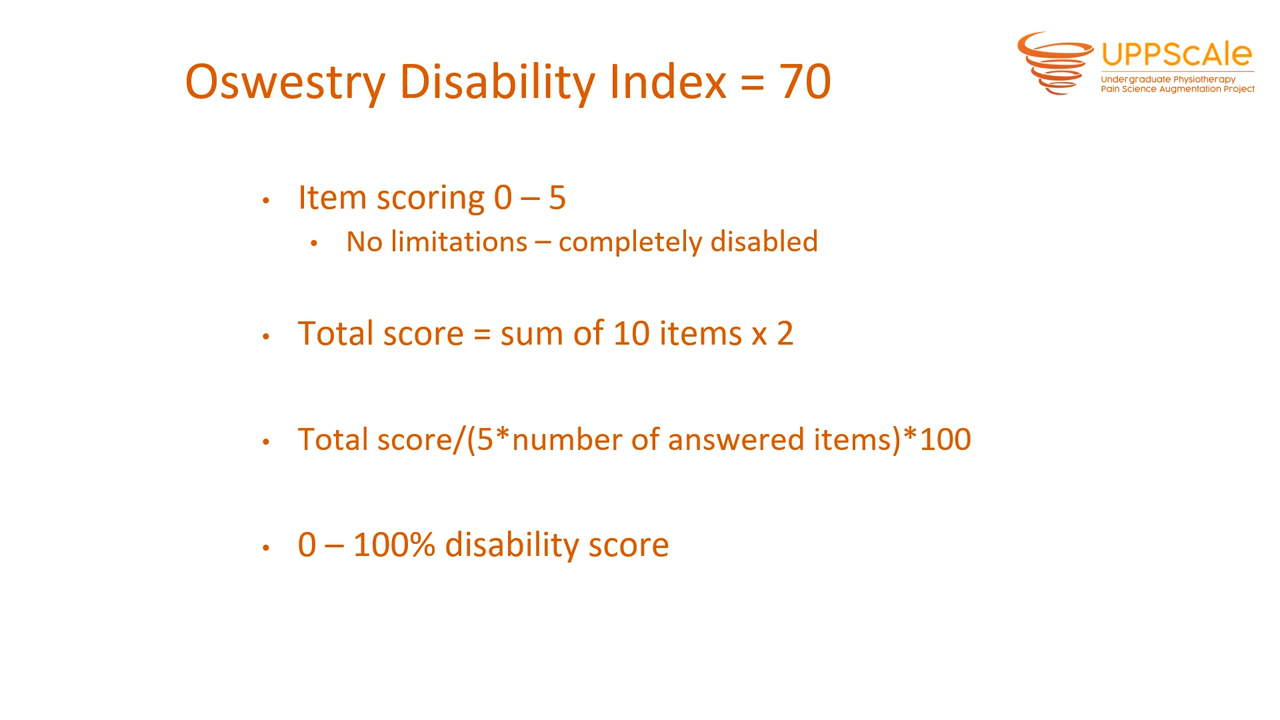 Oswestry Disability Index = 70
UPPScale
Undergraduate Physiotherapy
Pain Science Augmentation Project
• Item scoring 0 – 5
• No limitations – completely disabled
• Total score = sum of 10 items x 2
• Total score/(5*number of answered items)*100
• 0 – 100% disability score